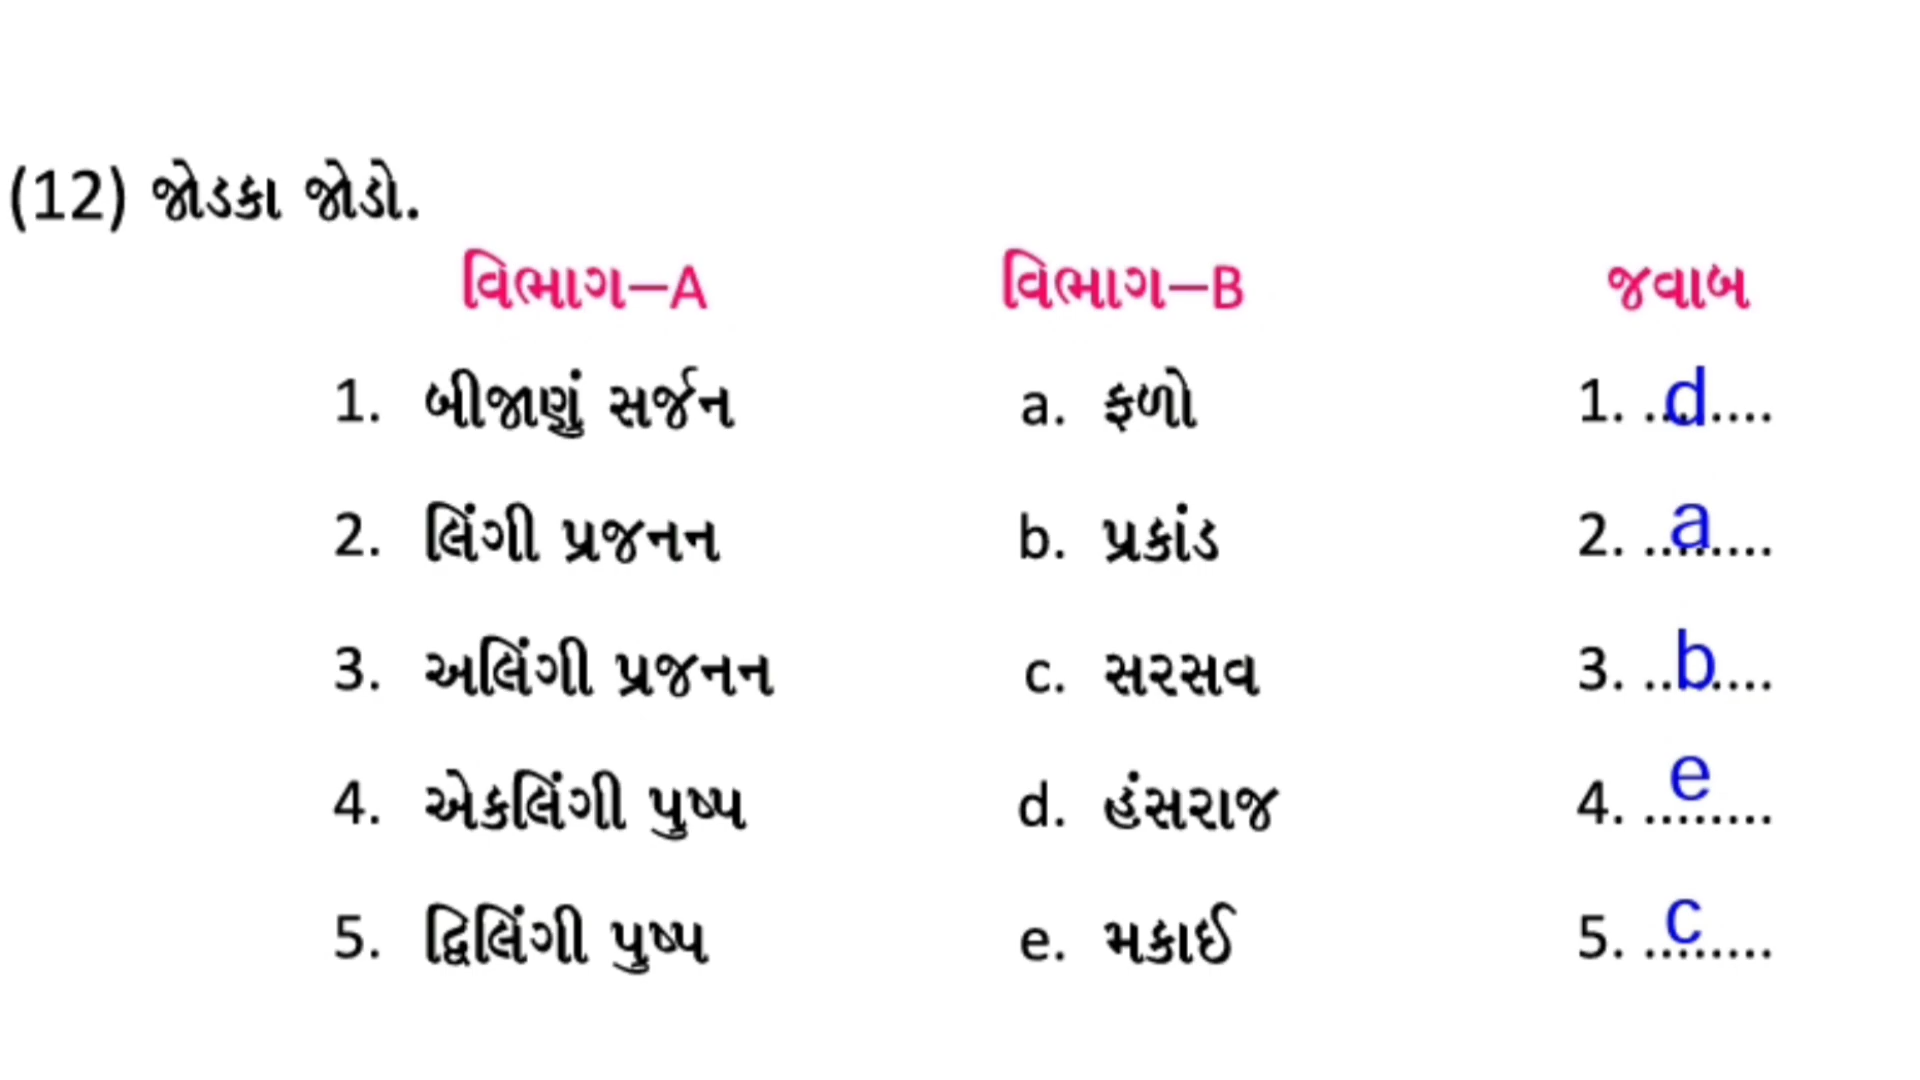 (12) જોડકા જોડો.
વિભાગ–A વિભાગ–B જવાબ
1. બીજાણું સર્જન a. ફળો 1. ..d....
2. લિંગી પ્રજનન b. પ્રકાંડ 2. ..a.....
3. અલિંગી પ્રજનન c. સરસવ 3. ..b....
4. એકલિંગી પુષ્પ d. હંસરાજ 4. ..e......
5. દ્વિલિંગી પુષ્પ e. મકાઈ 5. ..c......